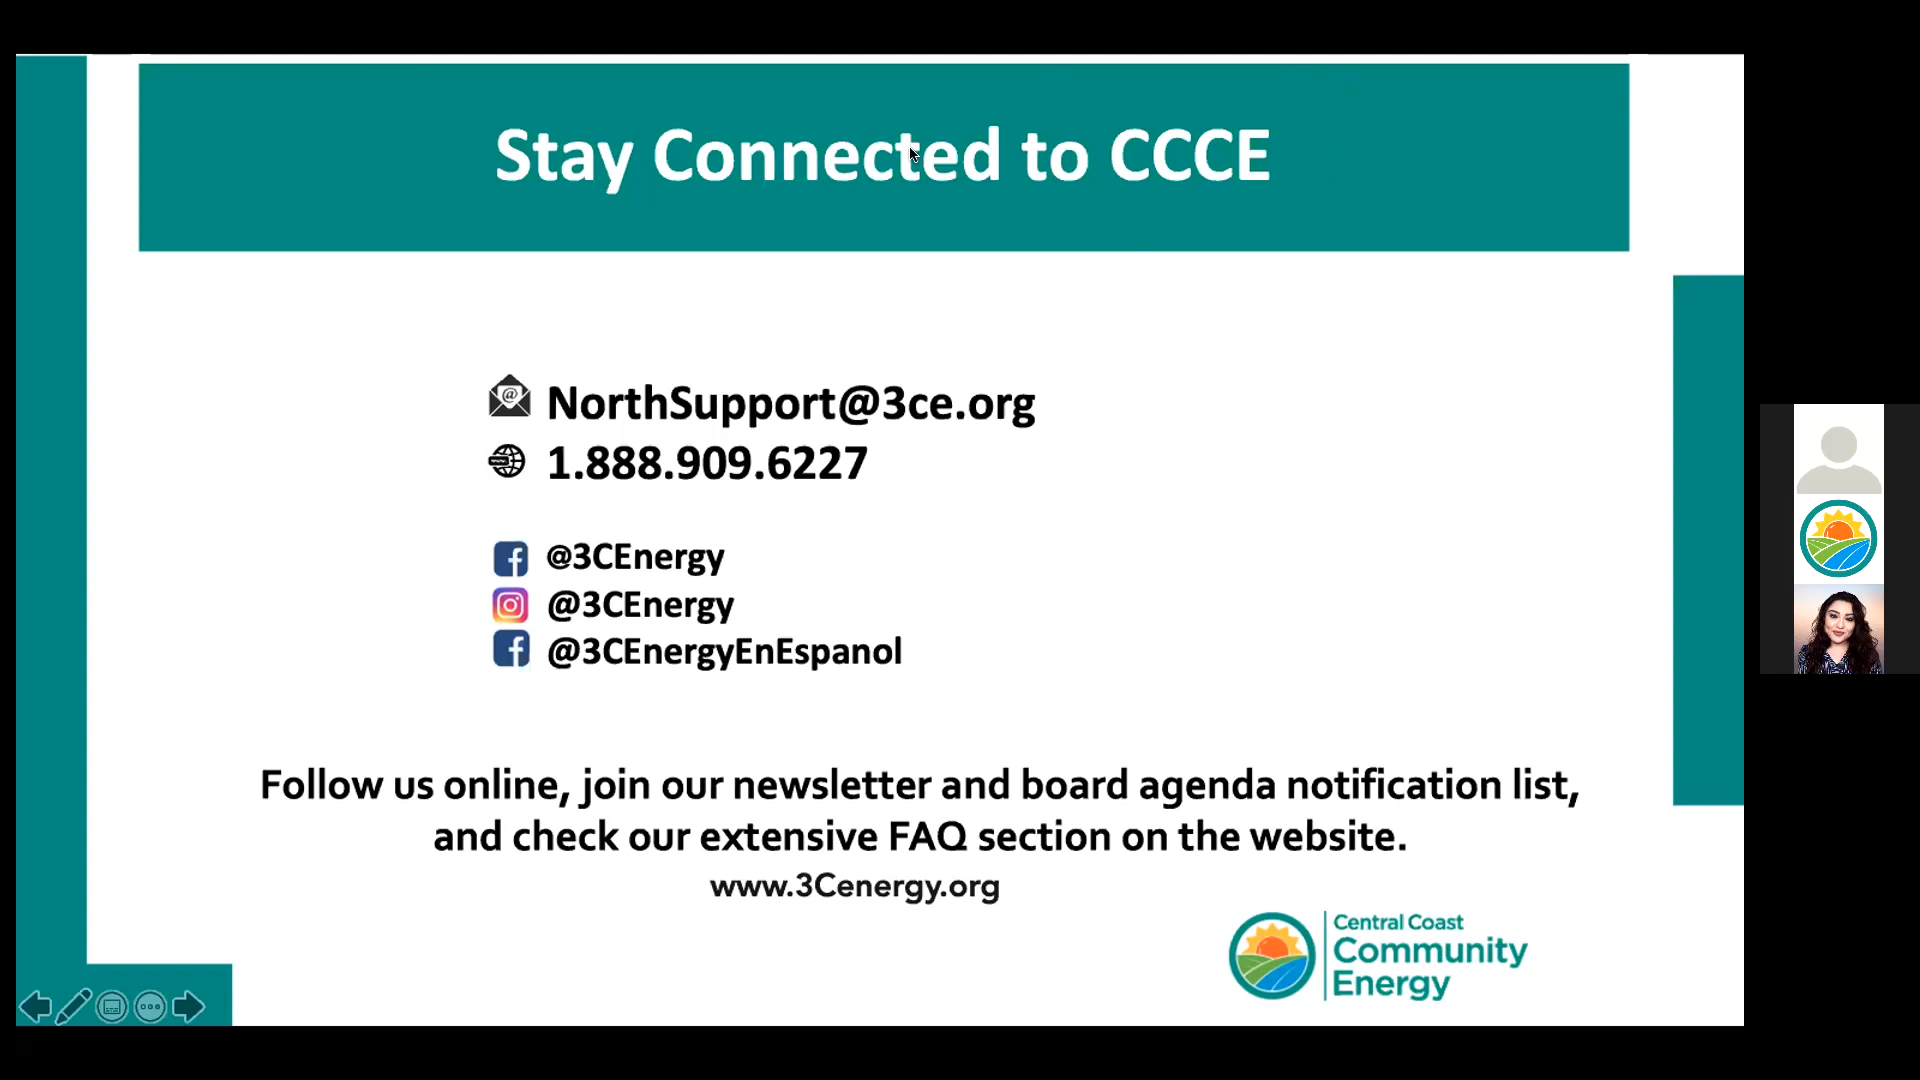 Stay Connected to CCCE
NorthSupport@3ce.org
1.888.909.6227
@3CEnergy
@3CEnergy
@3CEnergyEnEspanol
Follow us online, join our newsletter and board agenda notification list,
and check our extensive FAQ section on the website.
www.3Cenergy.org
Central Coast
Community
Energy